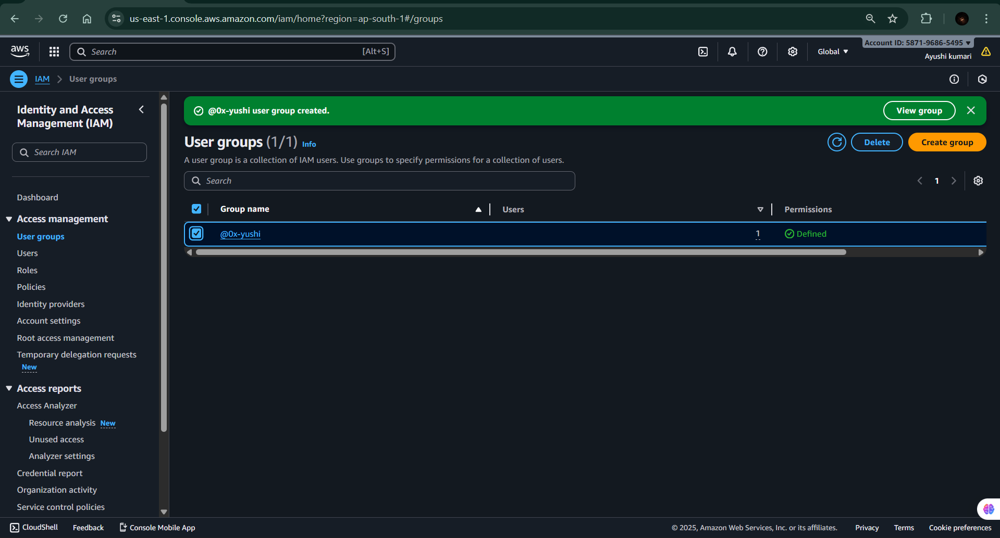 us-east-1.console.aws.amazon.com/iam/home?region=ap-south-1#/groups
aws
Search
[Alt+S]
Global
Account ID: 5871-9686-5495
Ayushi kumari
IAM
User groups
Identity and Access
Management (IAM)
Search IAM
Dashboard
Access management
User groups
Users
Roles
Policies
Identity providers
Account settings
Root access management
Temporary delegation requests
New
Access reports
Access Analyzer
Resource analysis New
Unused access
Analyzer settings
Credential report
Organization activity
Service control policies
@0x-yushi user group created.
View group
User groups (1/1) Info
Delete
Create group
A user group is a collection of IAM users. Use groups to specify permissions for a collection of users.
Search
1
Group name
Users
Permissions
@0x-yushi
1
Defined
CloudShell
Feedback
Console Mobile App
© 2025, Amazon Web Services, Inc. or its affiliates.
Privacy
Terms
Cookie preferences